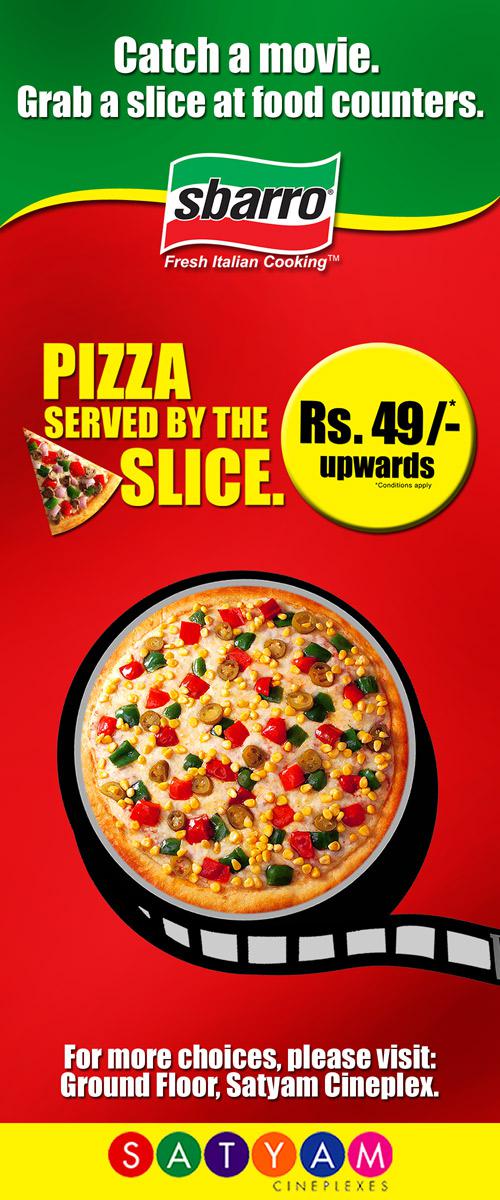 Catch a movie.
Grab a slice at food counters.
sbarro®
Fresh Italian Cooking™
PIZZA
SERVED BY THE
SLICE.
Rs. 49/-*
upwards
*Conditions apply
For more choices, please visit:
Ground Floor, Satyam Cineplex.
SATYAM
CINEPLEXES